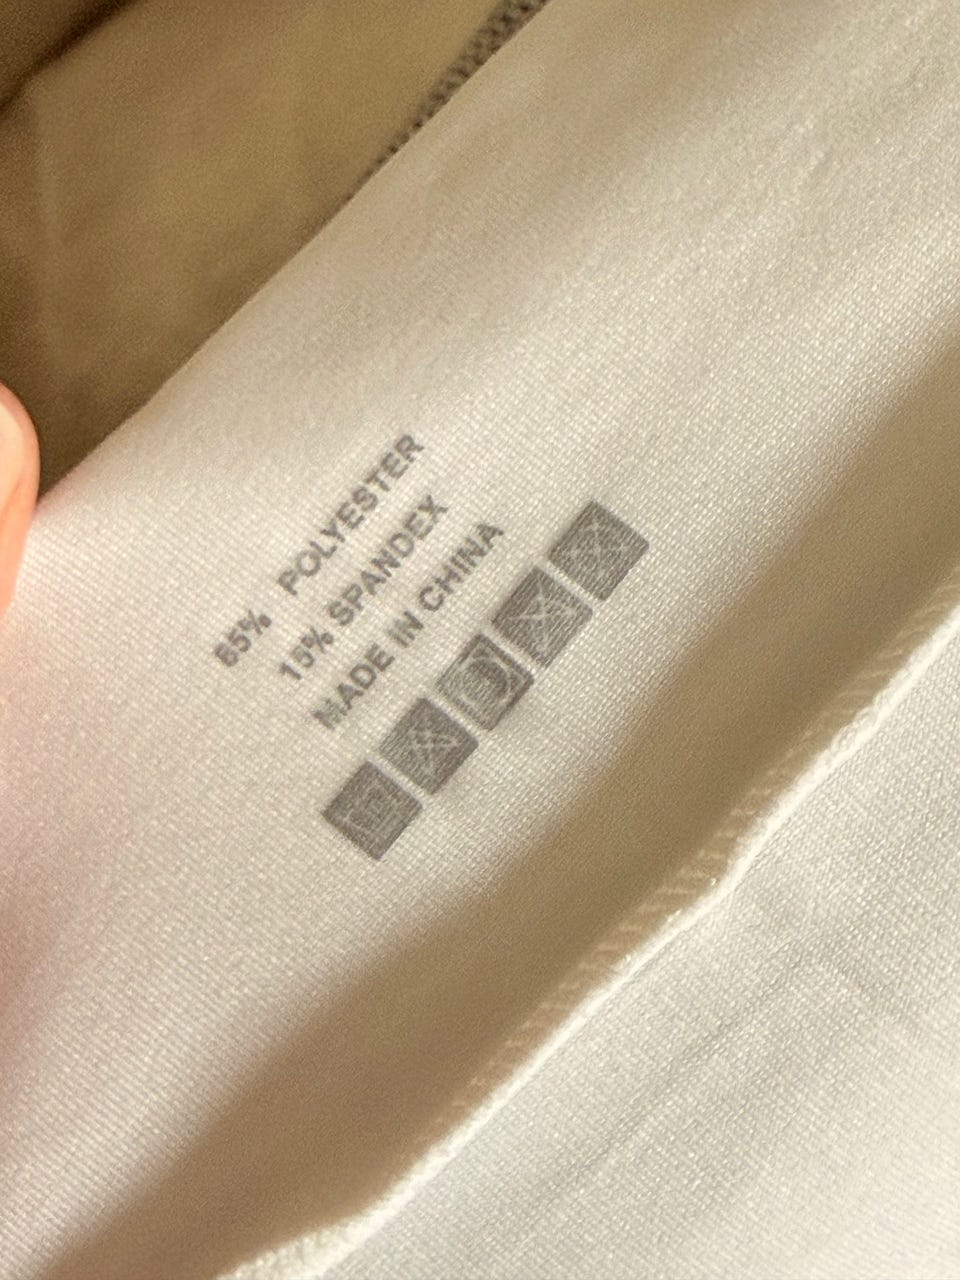 85% POLYESTER
15% SPANDEX
MADE IN CHINA